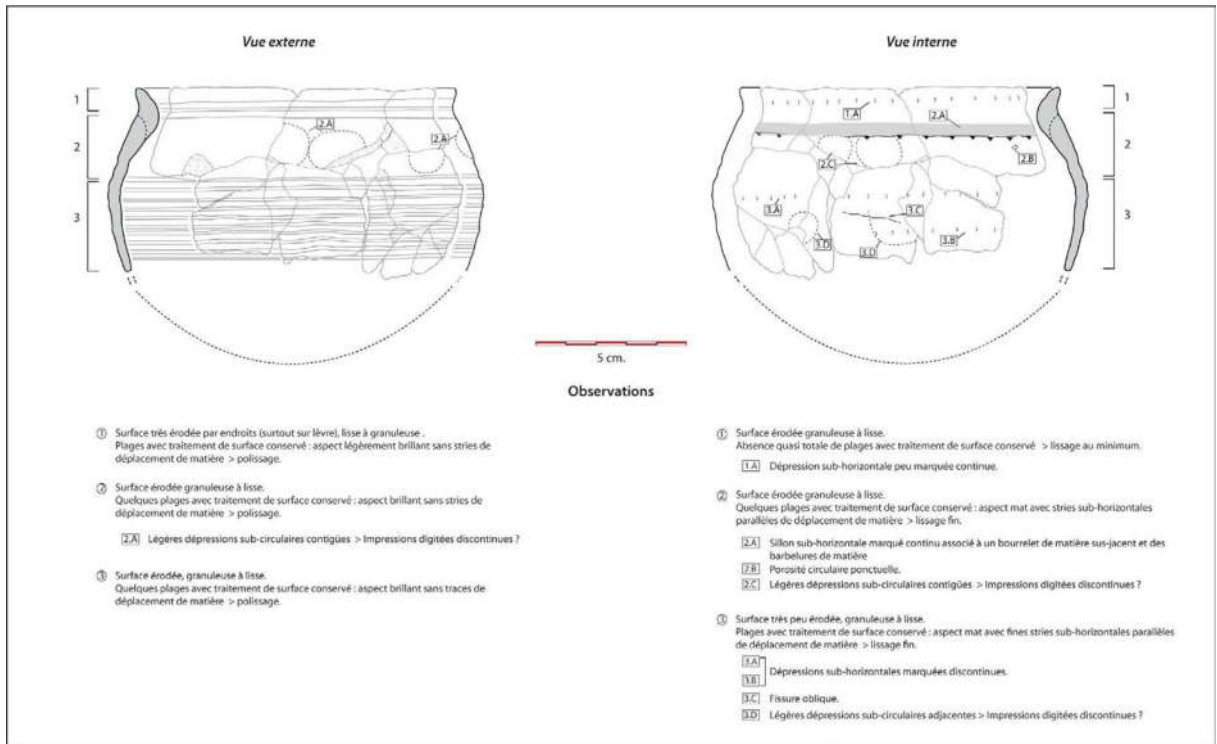 Vue externe
Vue interne
1
2
3
2.A
2.A
1
2
3
1.A
2.A
2.C
2.B
3.A
3.C
3.D
3.D
3.B
5 cm.
Observations
① Surface très érodée par endroits (surtout sur lèvre), lisse à granuleuse .
Plages avec traitement de surface conservé : aspect légèrement brillant sans stries de
déplacement de matière > polissage.
② Surface érodée granuleuse à lisse.
Quelques plages avec traitement de surface conservé : aspect brillant sans stries de
déplacement de matière > polissage.
2.A Légères dépressions sub-circulaires contigües > Impressions digitées discontinues ?
③ Surface érodée, granuleuse à lisse.
Quelques plages avec traitement de surface conservé : aspect brillant sans traces de
déplacement de matière > polissage.
① Surface érodée granuleuse à lisse.
Absence quasi totale de plages avec traitement de surface conservé > lissage au minimum.
1.A Dépression sub-horizontale peu marquée continue.
② Surface érodée granuleuse à lisse.
Quelques plages avec traitement de surface conservé : aspect mat avec stries sub-horizontales
parallèles de déplacement de matière > lissage fin.
2.A Sillon sub-horizontale marqué continu associé à un bourrelet de matière sus-jacent et des
barbelures de matière
2.B Porosité circulaire ponctuelle.
2.C Légères dépressions sub-circulaires contigües > Impressions digitées discontinues ?
③ Surface très peu érodée, granuleuse à lisse.
Plages avec traitement de surface conservé : aspect mat avec fines stries sub-horizontales parallèles
de déplacement de matière > lissage fin.
3.A
3.B Dépressions sub-horizontales marquées discontinues.
3.C Fissure oblique.
3.D Légères dépressions sub-circulaires adjacentes > Impressions digitées discontinues ?